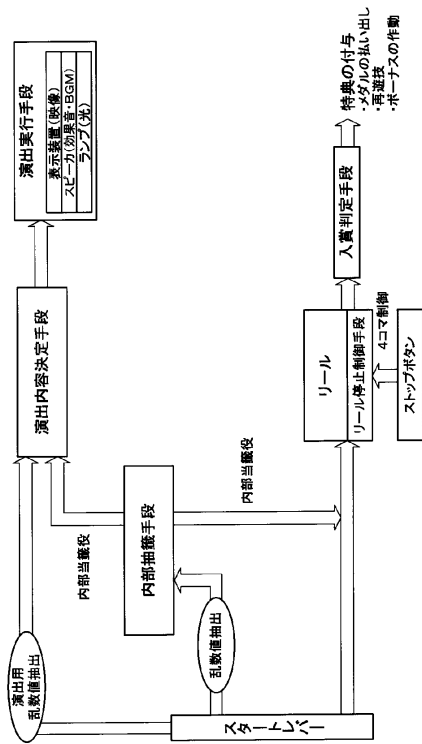 演出用
乱数値抽出
演出内容決定手段
演出実行手段
表示装置(映像)
スピーカ(効果音・BGM)
ランプ(光)
内部当籤役
内部抽籤手段
乱数値抽出
内部当籤役
スタートレバー
リール
リール停止制御手段
4コマ制御
ストップボタン
入賞判定手段
特典の付与
・メダルの払い出し
・再遊技
・ボーナスの作動